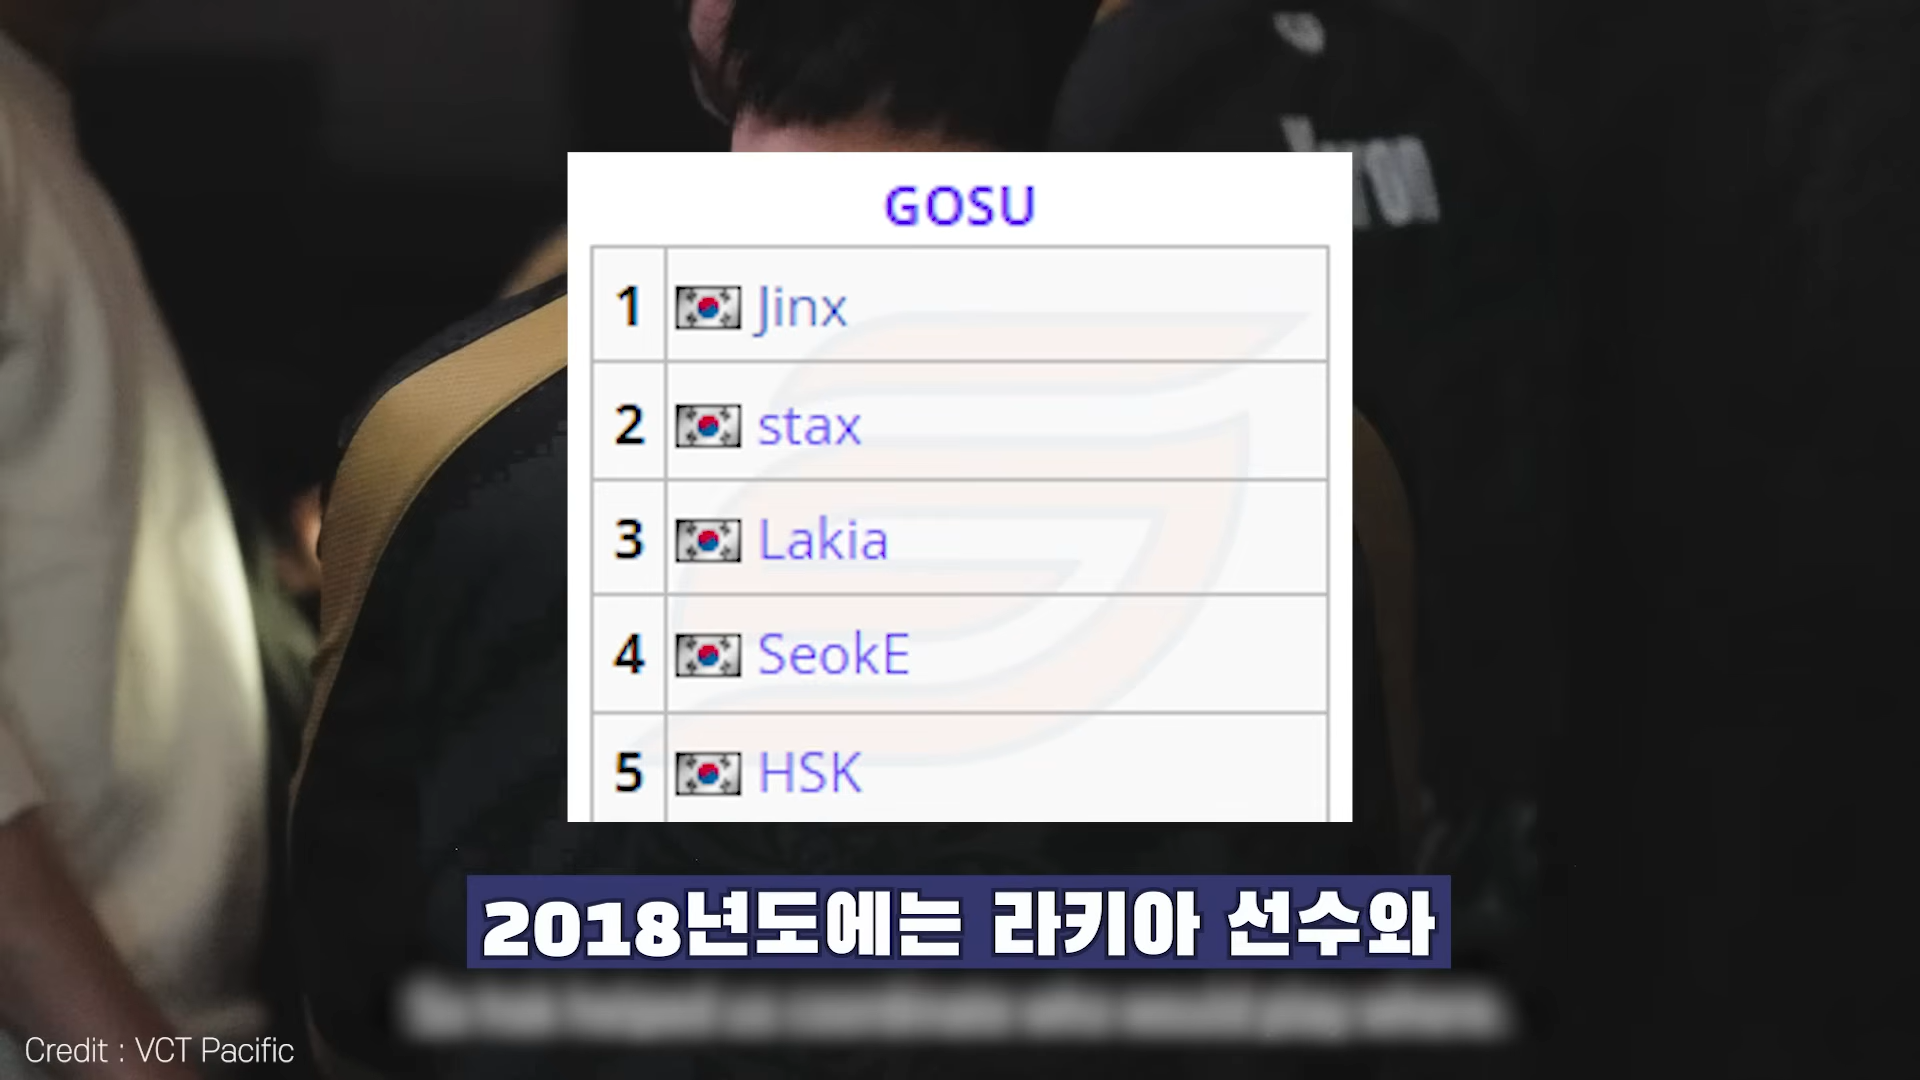 GOSU
1 Jinx
2 stax
3 Lakia
4 SeokE
5 HSK
2018년도에는 라키아 선수와
Credit : VCT Pacific